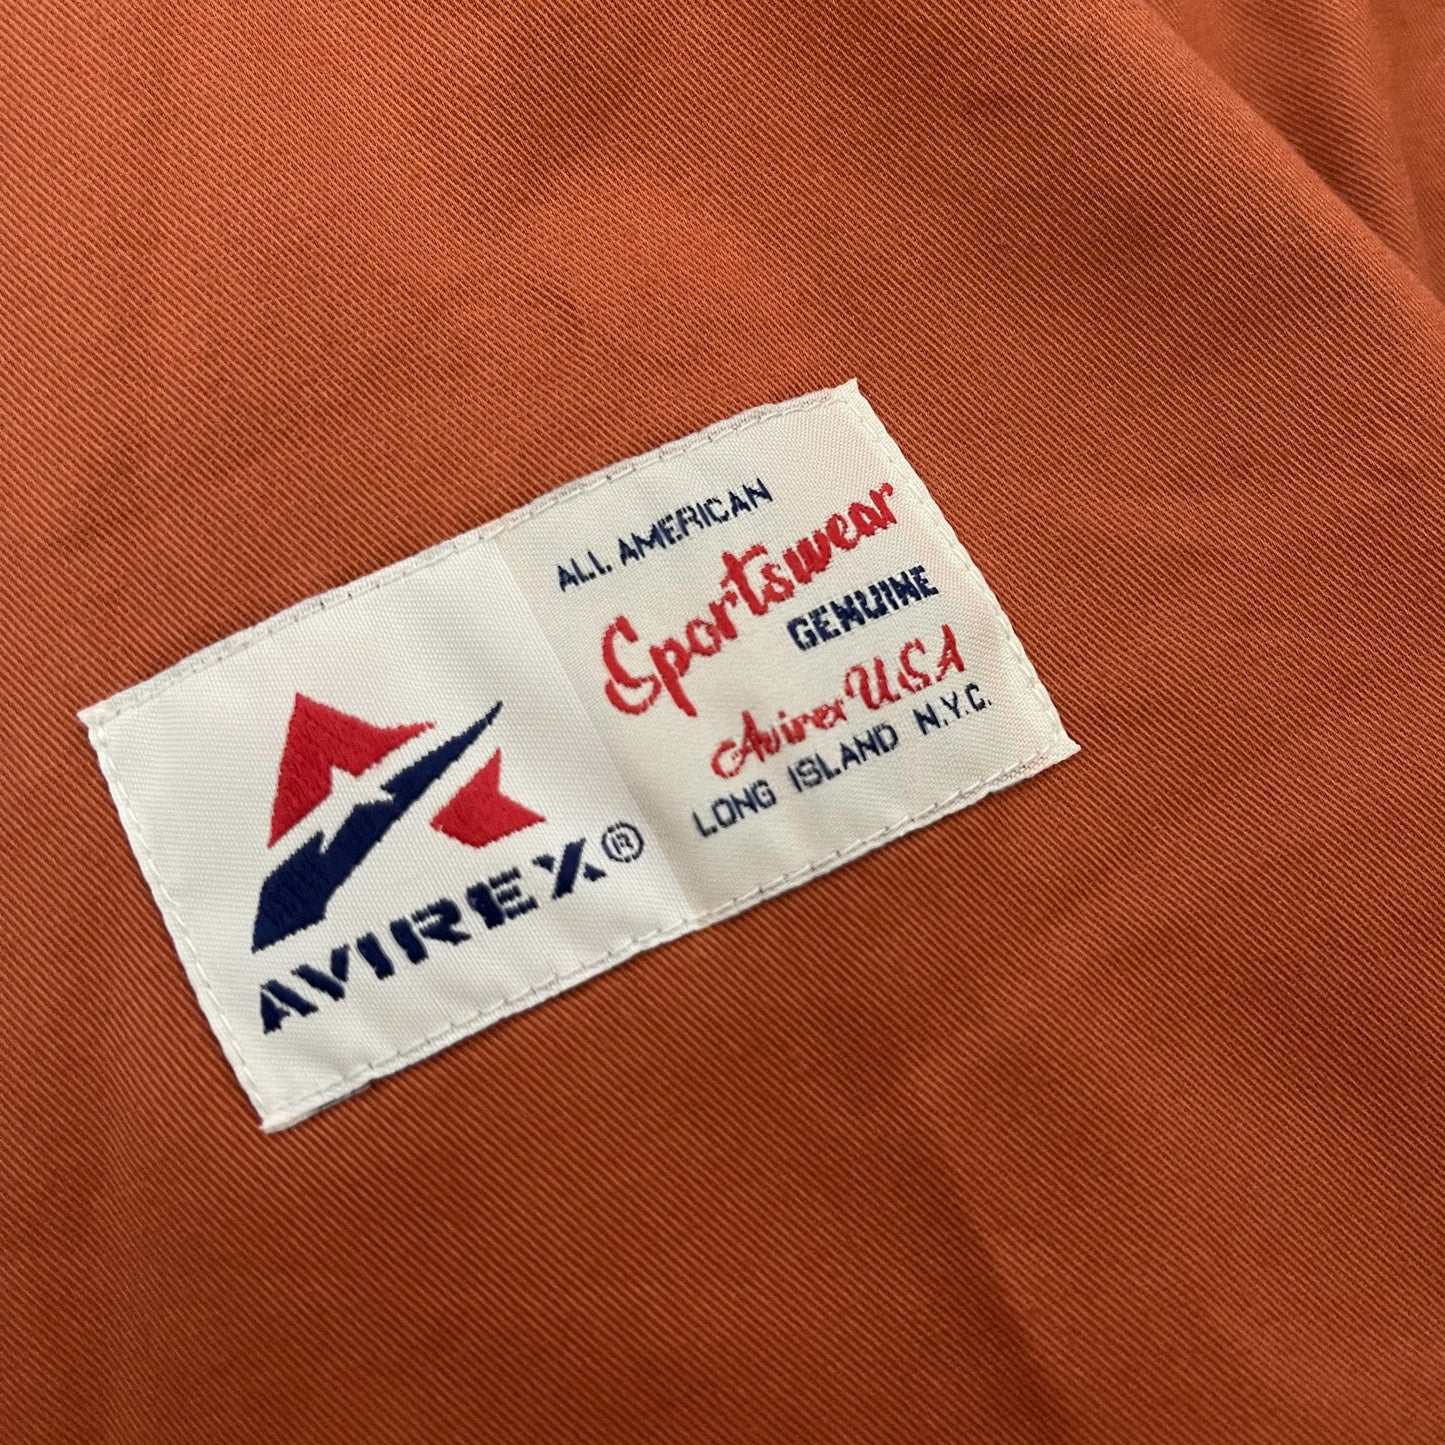 AVIREX®
ALL AMERICAN
Sportswear
GENUINE
Avirex U.S.A
LONG ISLAND N.Y.C.